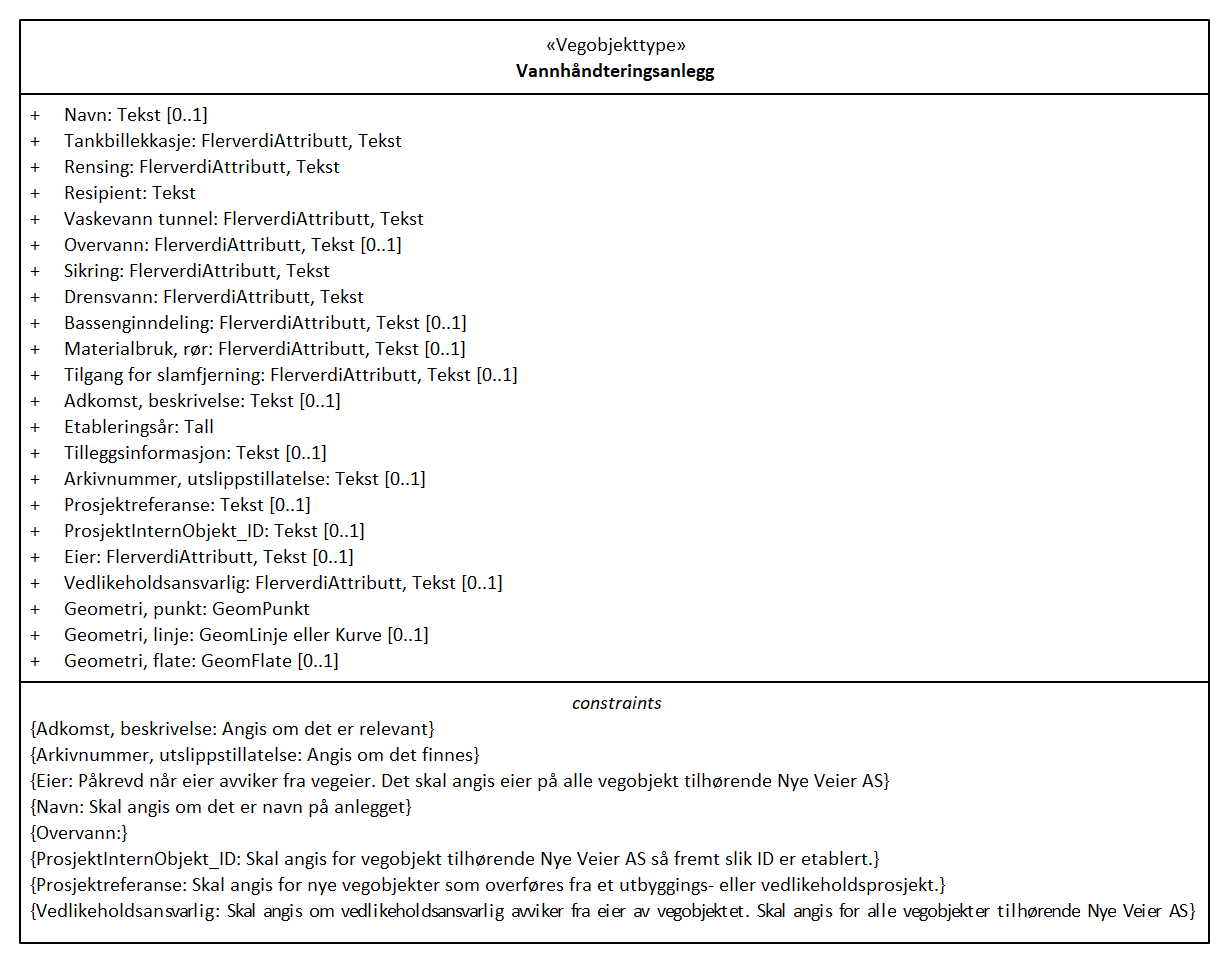 «Vegobjekttype»
Vannhåndteringsanlegg
+ Navn: Tekst [0..1]
+ Tankbillekkasje: FlerverdiAttributt, Tekst
+ Rensing: FlerverdiAttributt, Tekst
+ Resipient: Tekst
+ Vaskevann tunnel: FlerverdiAttributt, Tekst
+ Overvann: FlerverdiAttributt, Tekst [0..1]
+ Sikring: FlerverdiAttributt, Tekst
+ Drensvann: FlerverdiAttributt, Tekst
+ Bassenginndeling: FlerverdiAttributt, Tekst [0..1]
+ Materialbruk, rør: FlerverdiAttributt, Tekst [0..1]
+ Tilgang for slamfjerning: FlerverdiAttributt, Tekst [0..1]
+ Adkomst, beskrivelse: Tekst [0..1]
+ Etableringsår: Tall
+ Tilleggsinformasjon: Tekst [0..1]
+ Arkivnummer, utslippstillatelse: Tekst [0..1]
+ Prosjektreferanse: Tekst [0..1]
+ ProsjektInternObjekt_ID: Tekst [0..1]
+ Eier: FlerverdiAttributt, Tekst [0..1]
+ Vedlikeholdsansvarlig: FlerverdiAttributt, Tekst [0..1]
+ Geometri, punkt: GeomPunkt
+ Geometri, linje: GeomLinje eller Kurve [0..1]
+ Geometri, flate: GeomFlate [0..1]
constraints
{Adkomst, beskrivelse: Angis om det er relevant}
{Arkivnummer, utslippstillatelse: Angis om det finnes}
{Eier: Påkrevd når eier avviker fra vegeier. Det skal angis eier på alle vegobjekt tilhørende Nye Veier AS}
{Navn: Skal angis om det er navn på anlegget}
{Overvann:}
{ProsjektInternObjekt_ID: Skal angis for vegobjekt tilhørende Nye Veier AS så fremt slik ID er etablert.}
{Prosjektreferanse: Skal angis for nye vegobjekter som overføres fra et utbyggings- eller vedlikeholdsprosjekt.}
{Vedlikeholdsansvarlig: Skal angis om vedlikeholdsansvarlig avviker fra eier av vegobjektet. Skal angis for alle vegobjekter tilhørende Nye Veier AS}